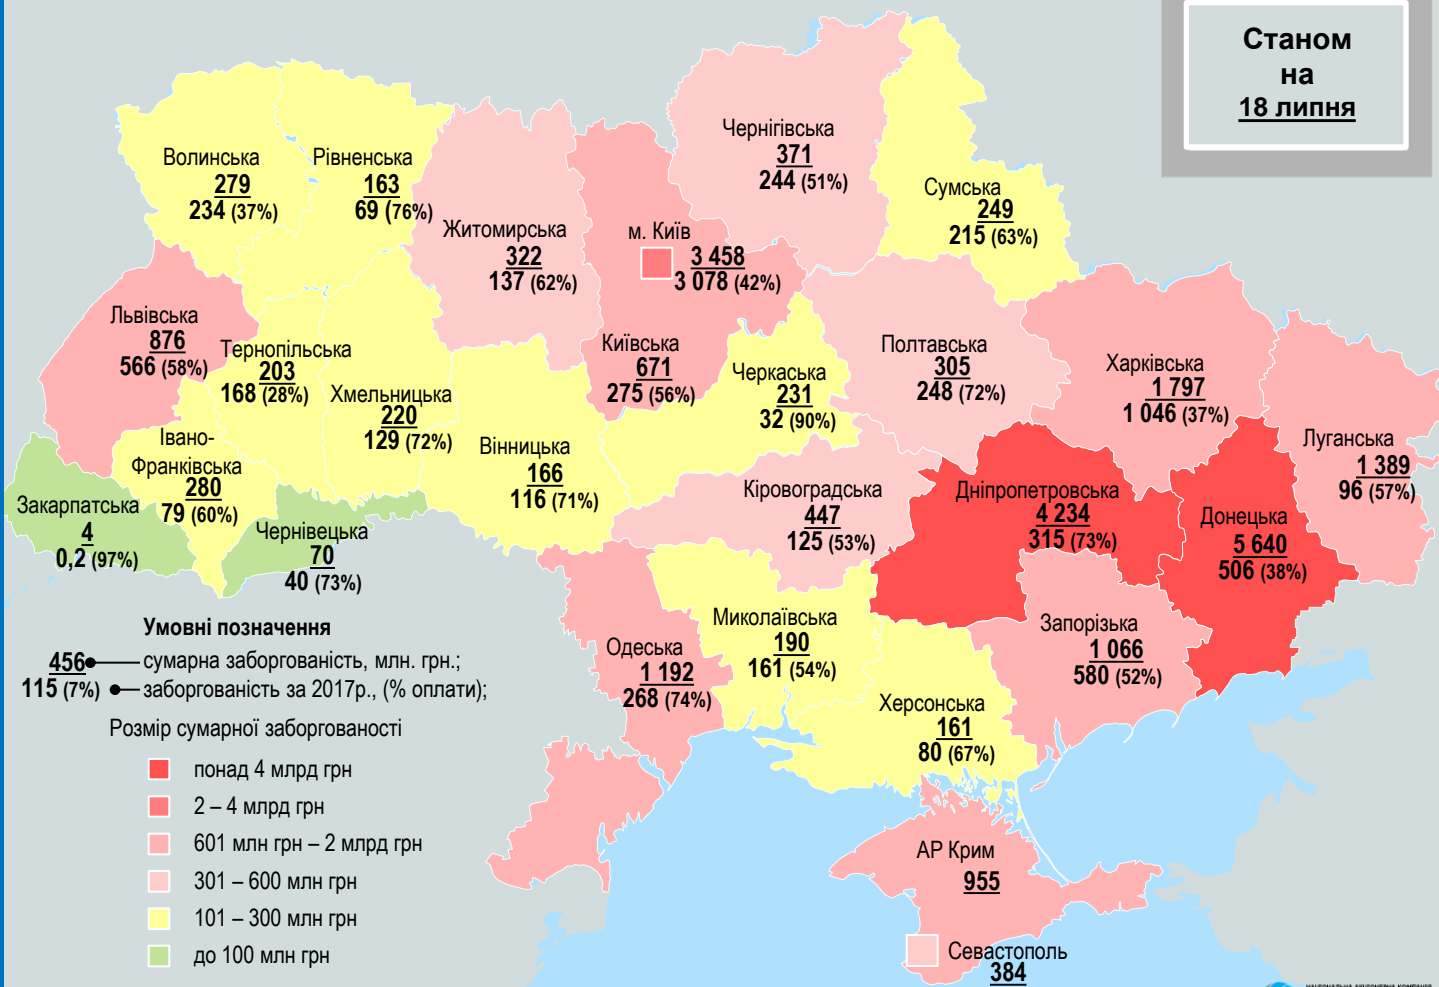 Станом
на
18 липня
Волинська
279
234 (37%)
Рівненська
163
69 (76%)
Житомирська
322
137 (62%)
м. Київ
3 458
3 078 (42%)
Чернігівська
371
244 (51%)
Сумська
249
215 (63%)
Львівська
876
566 (58%)
Тернопільська
203
168 (28%)
Хмельницька
220
129 (72%)
Вінницька
166
116 (71%)
Київська
671
275 (56%)
Черкаська
231
32 (90%)
Полтавська
305
248 (72%)
Харківська
1 797
1 046 (37%)
Луганська
1 389
96 (57%)
Івано-
Франківська
280
79 (60%)
Закарпатська
4
0,2 (97%)
Чернівецька
70
40 (73%)
Кіровоградська
447
125 (53%)
Дніпропетровська
4 234
315 (73%)
Донецька
5 640
506 (38%)
Одеська
1 192
268 (74%)
Миколаївська
190
161 (54%)
Запорізька
1 066
580 (52%)
Херсонська
161
80 (67%)
АР Крим
955
Севастополь
384
Умовні позначення
456 сумарна заборгованість, млн. грн.;
115 (7%) заборгованість за 2017р., (% оплати);
Розмір сумарної заборгованості
понад 4 млрд грн
2 – 4 млрд грн
601 млн грн – 2 млрд грн
301 – 600 млн грн
101 – 300 млн грн
до 100 млн грн